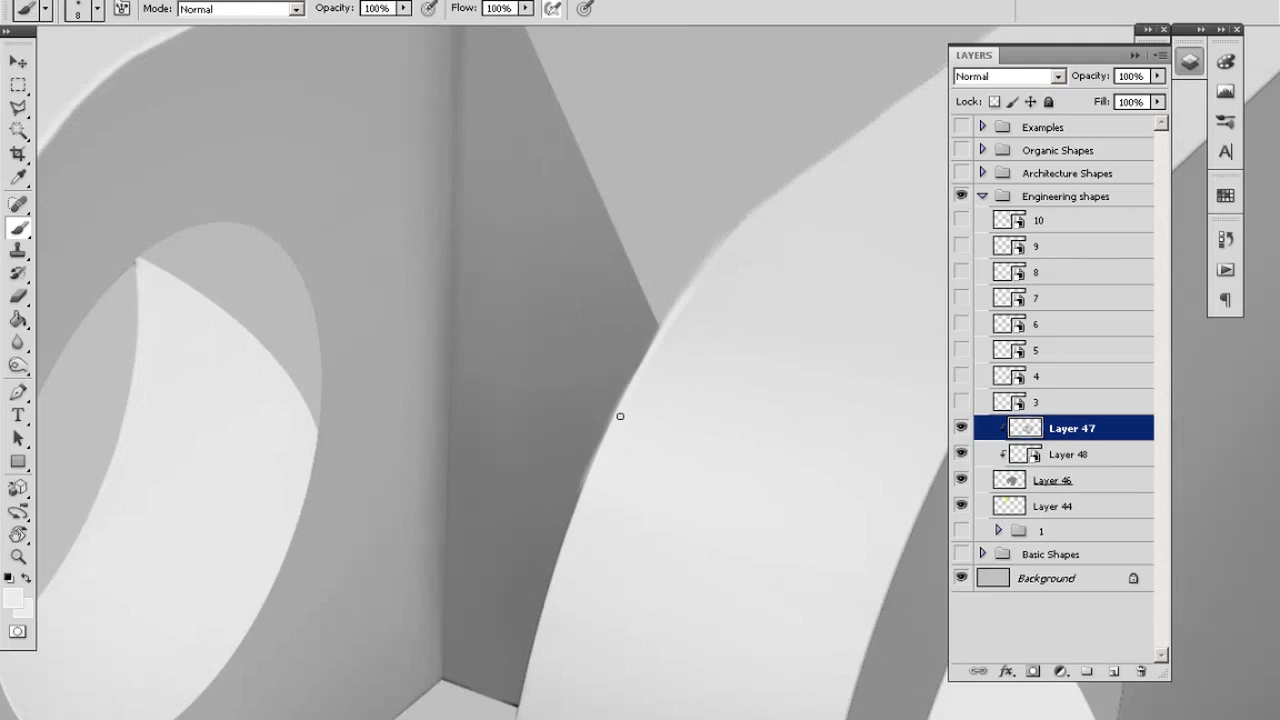 8
Mode: Normal
Opacity: 100%
Flow: 100%
LAYERS
Normal
Opacity: 100%
Lock:
Fill: 100%
Examples
Organic Shapes
Architecture Shapes
Engineering shapes
10
9
8
7
6
5
4
3
Layer 47
Layer 48
Layer 46
Layer 44
1
Basic Shapes
Background